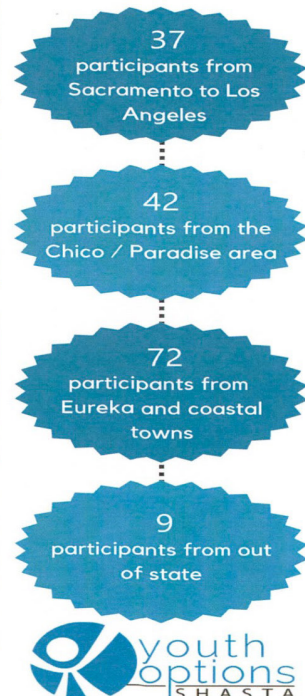 37
participants from
Sacramento to Los
Angeles
42
participants from the
Chico / Paradise area
72
participants from
Eureka and coastal
towns
9
participants from out
of state
youth
options
SHASTA